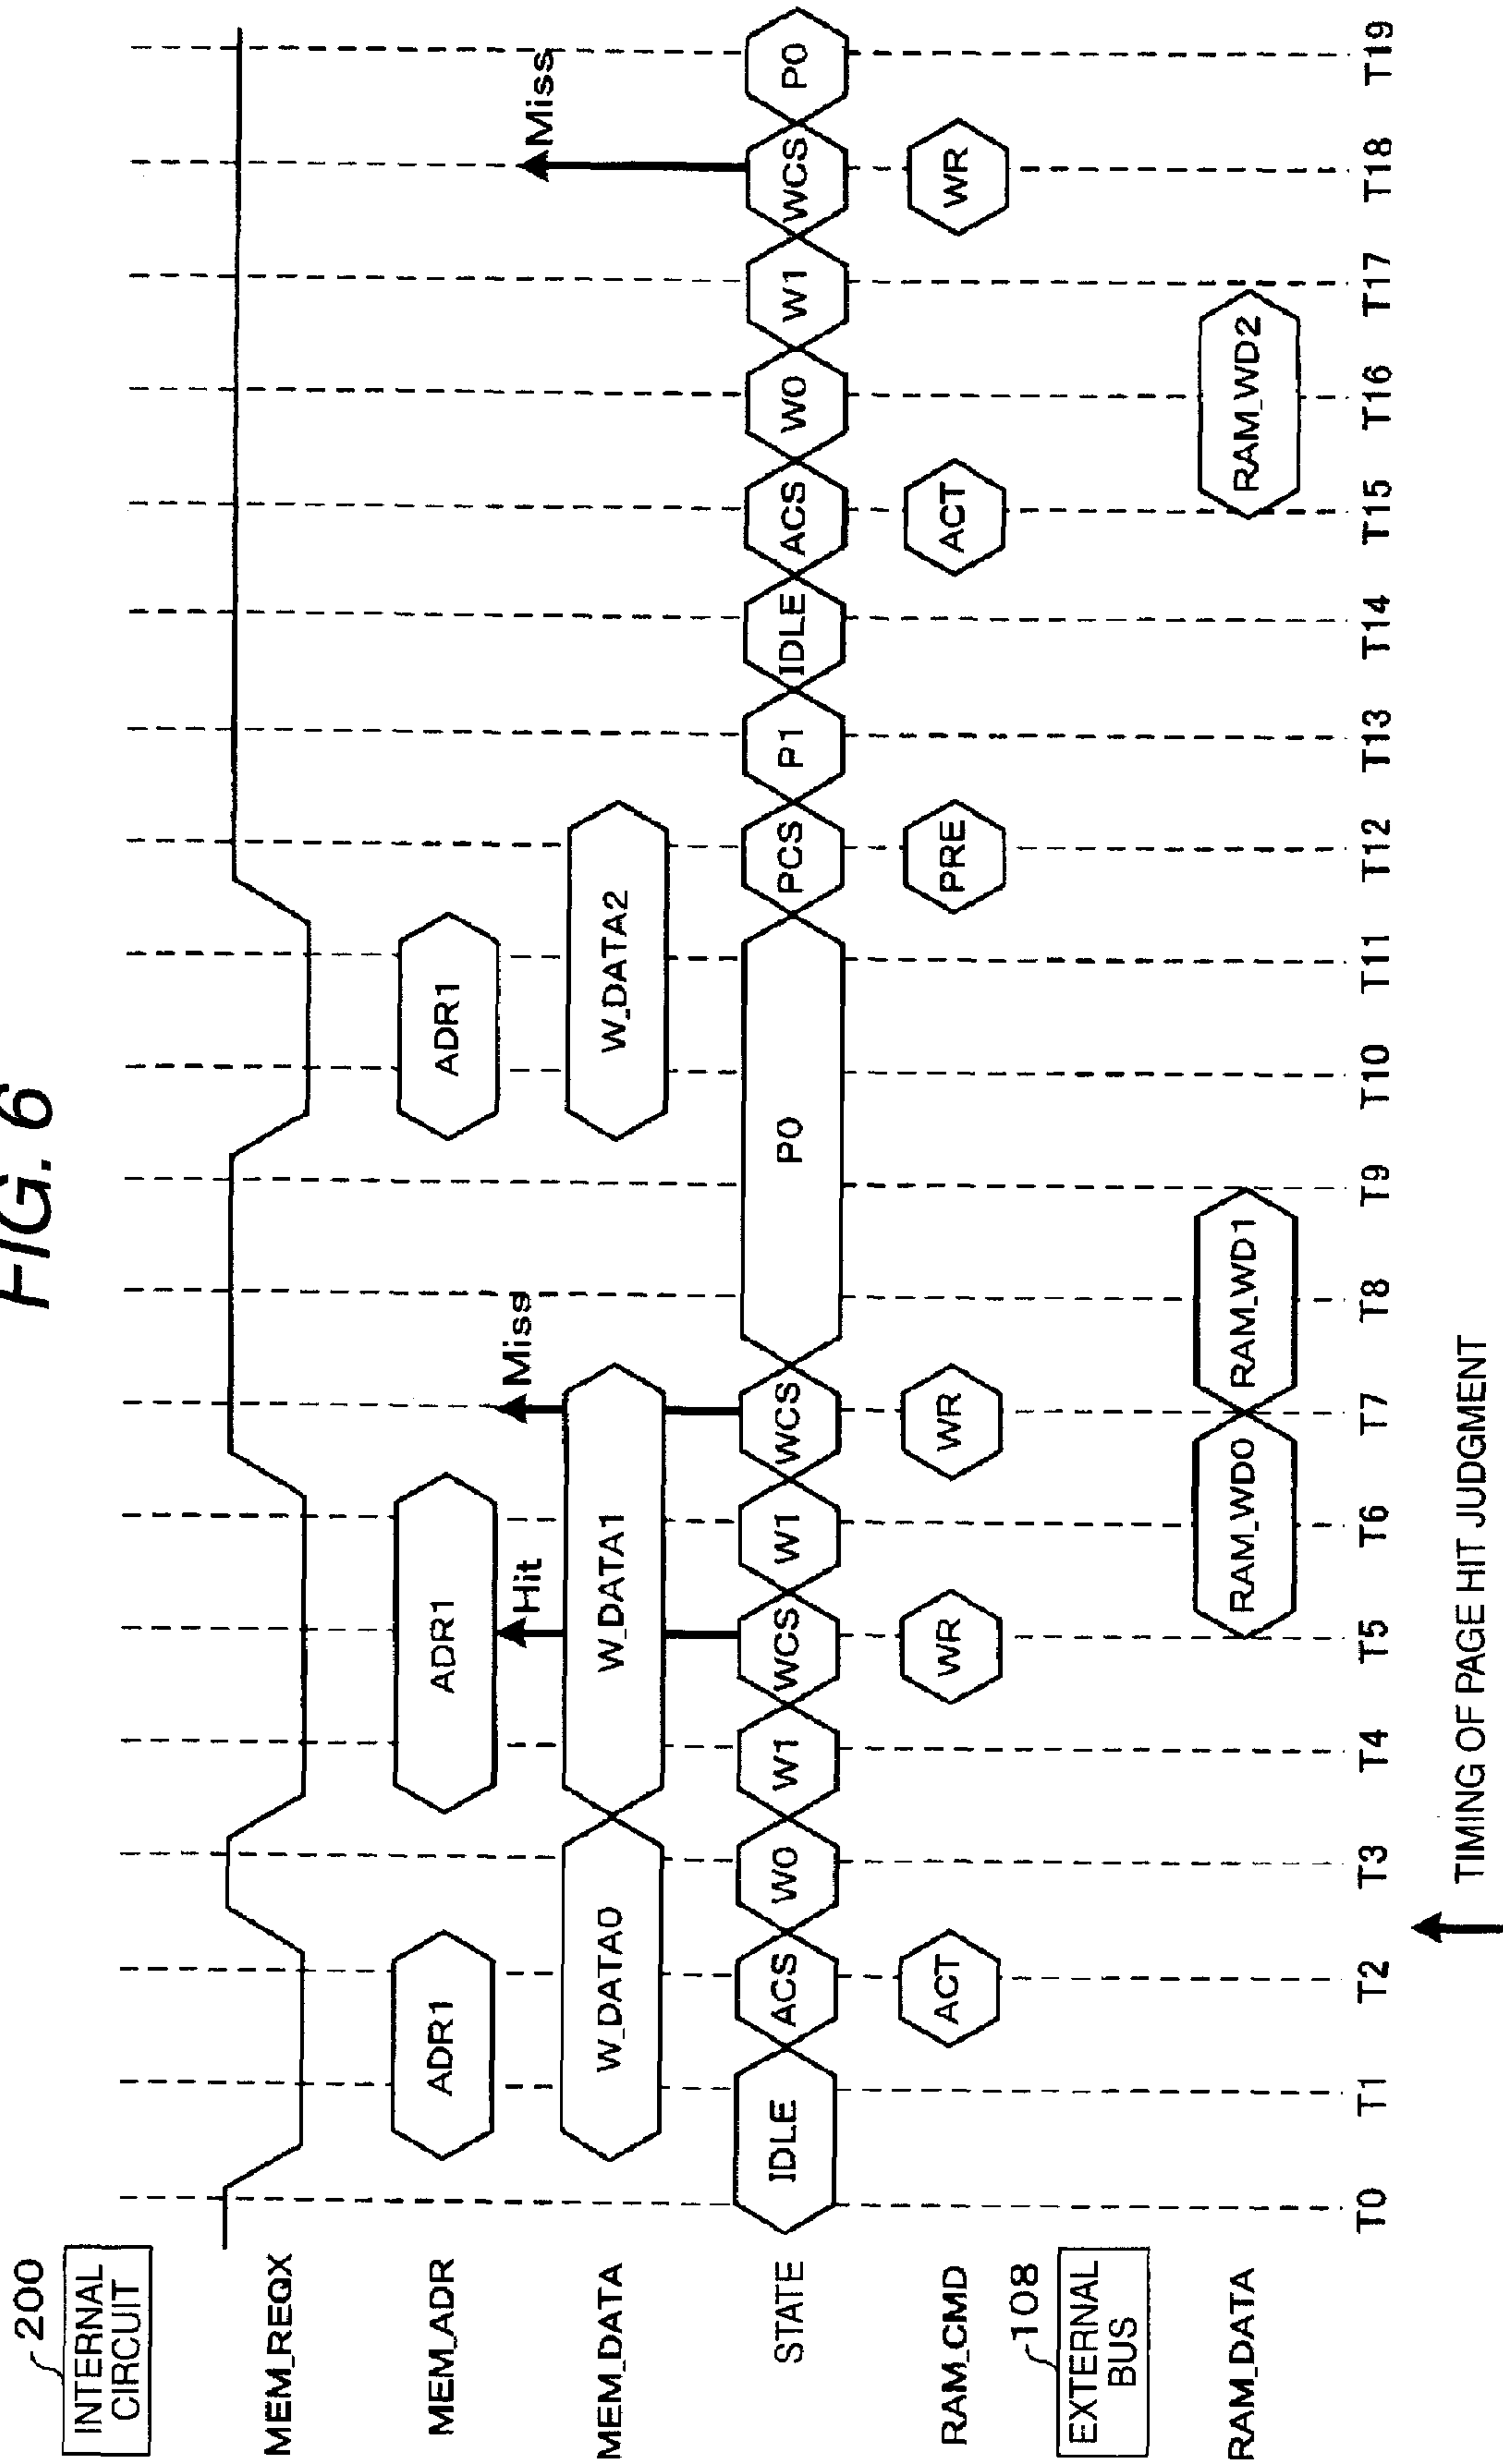 FIG. 6
200
INTERNAL
CIRCUIT
MEM_REQX
MEM_ADR
ADR1
ADR1
ADR1
Hit
Miss
Miss
MEM_DATA
W_DATA0
W_DATA1
W_DATA2
STATE
IDLE
ACS
W0
W1
WCS
W1
WCS
P0
PCS
P1
IDLE
ACS
W0
W1
WCS
P0
RAM_CMD
ACT
WR
WR
PRE
ACT
WR
108
EXTERNAL
BUS
RAM_DATA
RAM_WD0
RAM_WD1
RAM_WD2
T0
T1
T2
T3
T4
T5
T6
T7
T8
T9
T10
T11
T12
T13
T14
T15
T16
T17
T18
T19
TIMING OF PAGE HIT JUDGMENT